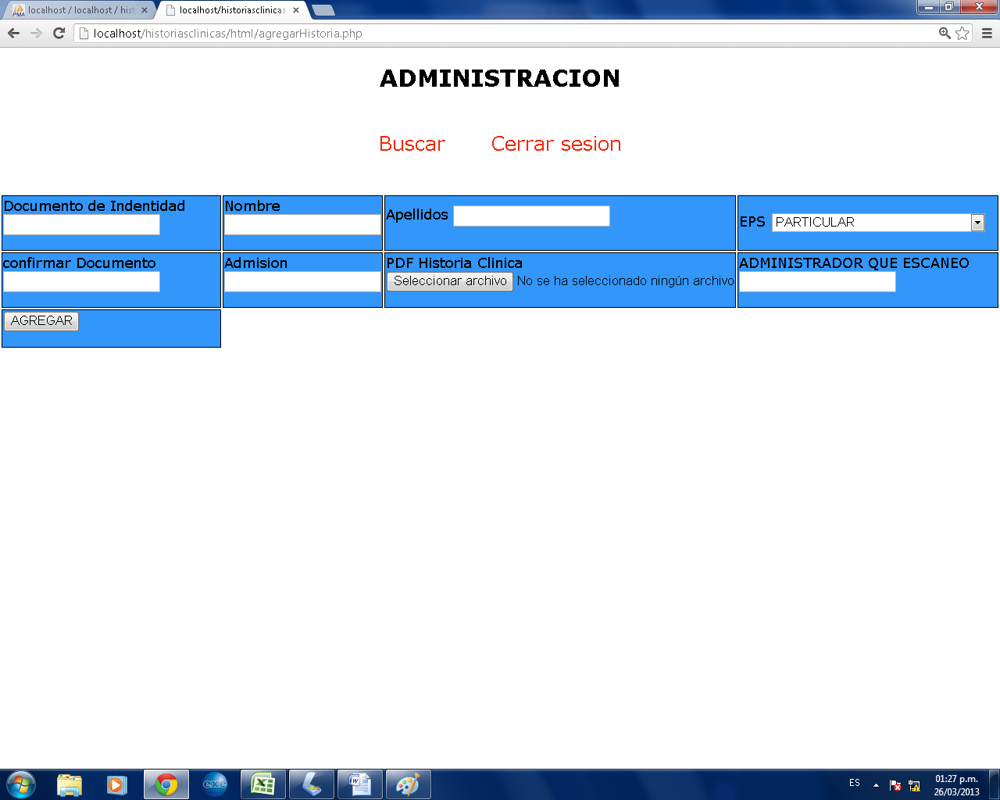 localhost / localhost / hist
localhost/historiasclinicas
localhost/historiasclinicas/html/agregarHistoria.php
ADMINISTRACION
Buscar Cerrar sesion
Documento de Indentidad
Nombre
Apellidos
EPS PARTICULAR
confirmar Documento
Admision
PDF Historia Clinica
Seleccionar archivo No se ha seleccionado ningún archivo
ADMINISTRADOR QUE ESCANEO
AGREGAR
PMA
exe
ES
01:27 p.m.
26/03/2013